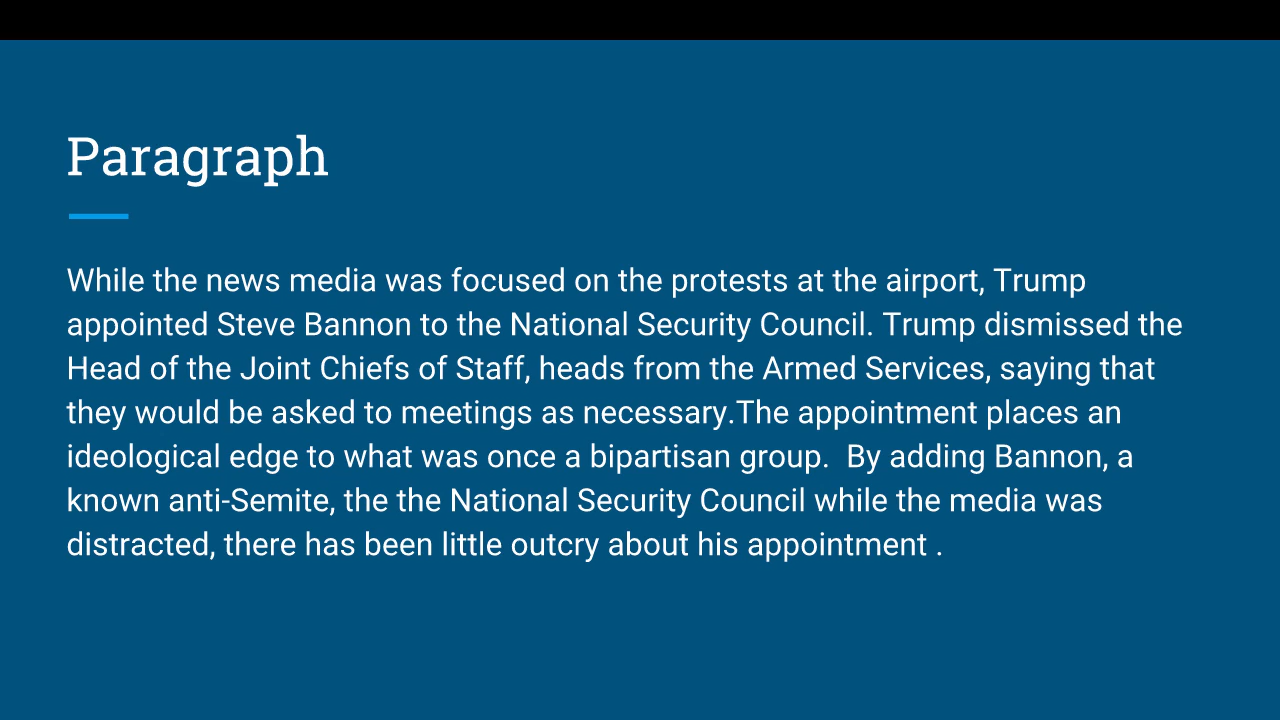 Paragraph
While the news media was focused on the protests at the airport, Trump
appointed Steve Bannon to the National Security Council. Trump dismissed the
Head of the Joint Chiefs of Staff, heads from the Armed Services, saying that
they would be asked to meetings as necessary.The appointment places an
ideological edge to what was once a bipartisan group.  By adding Bannon, a
known anti-Semite, the the National Security Council while the media was
distracted, there has been little outcry about his appointment .